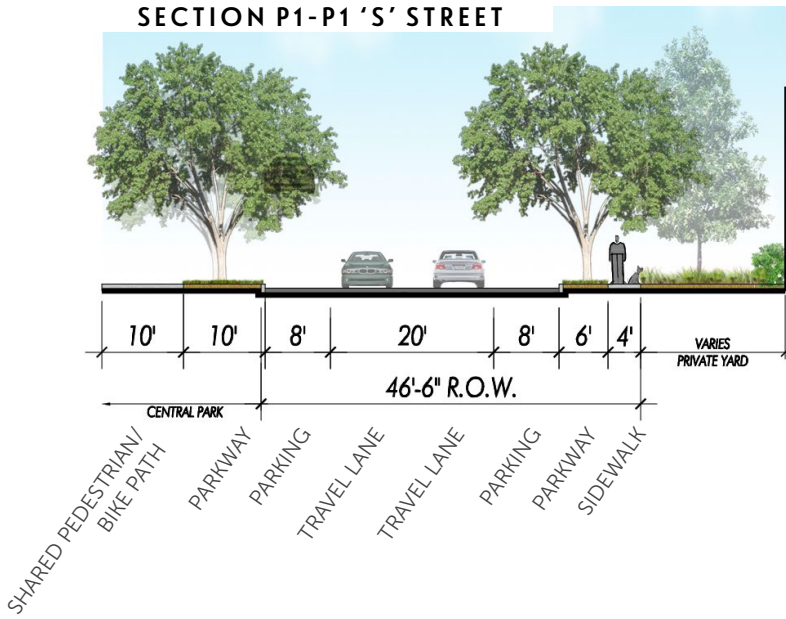 SECTION P1-P1 ‘S’ STREET
10' 10' 8' 20' 8' 6' 4' VARIES
PRIVATE YARD
46'-6" R.O.W.
CENTRAL PARK
SHARED PEDESTRIAN/
BIKE PATH
PARKWAY
PARKING
TRAVEL LANE
TRAVEL LANE
PARKING
PARKWAY
SIDEWALK